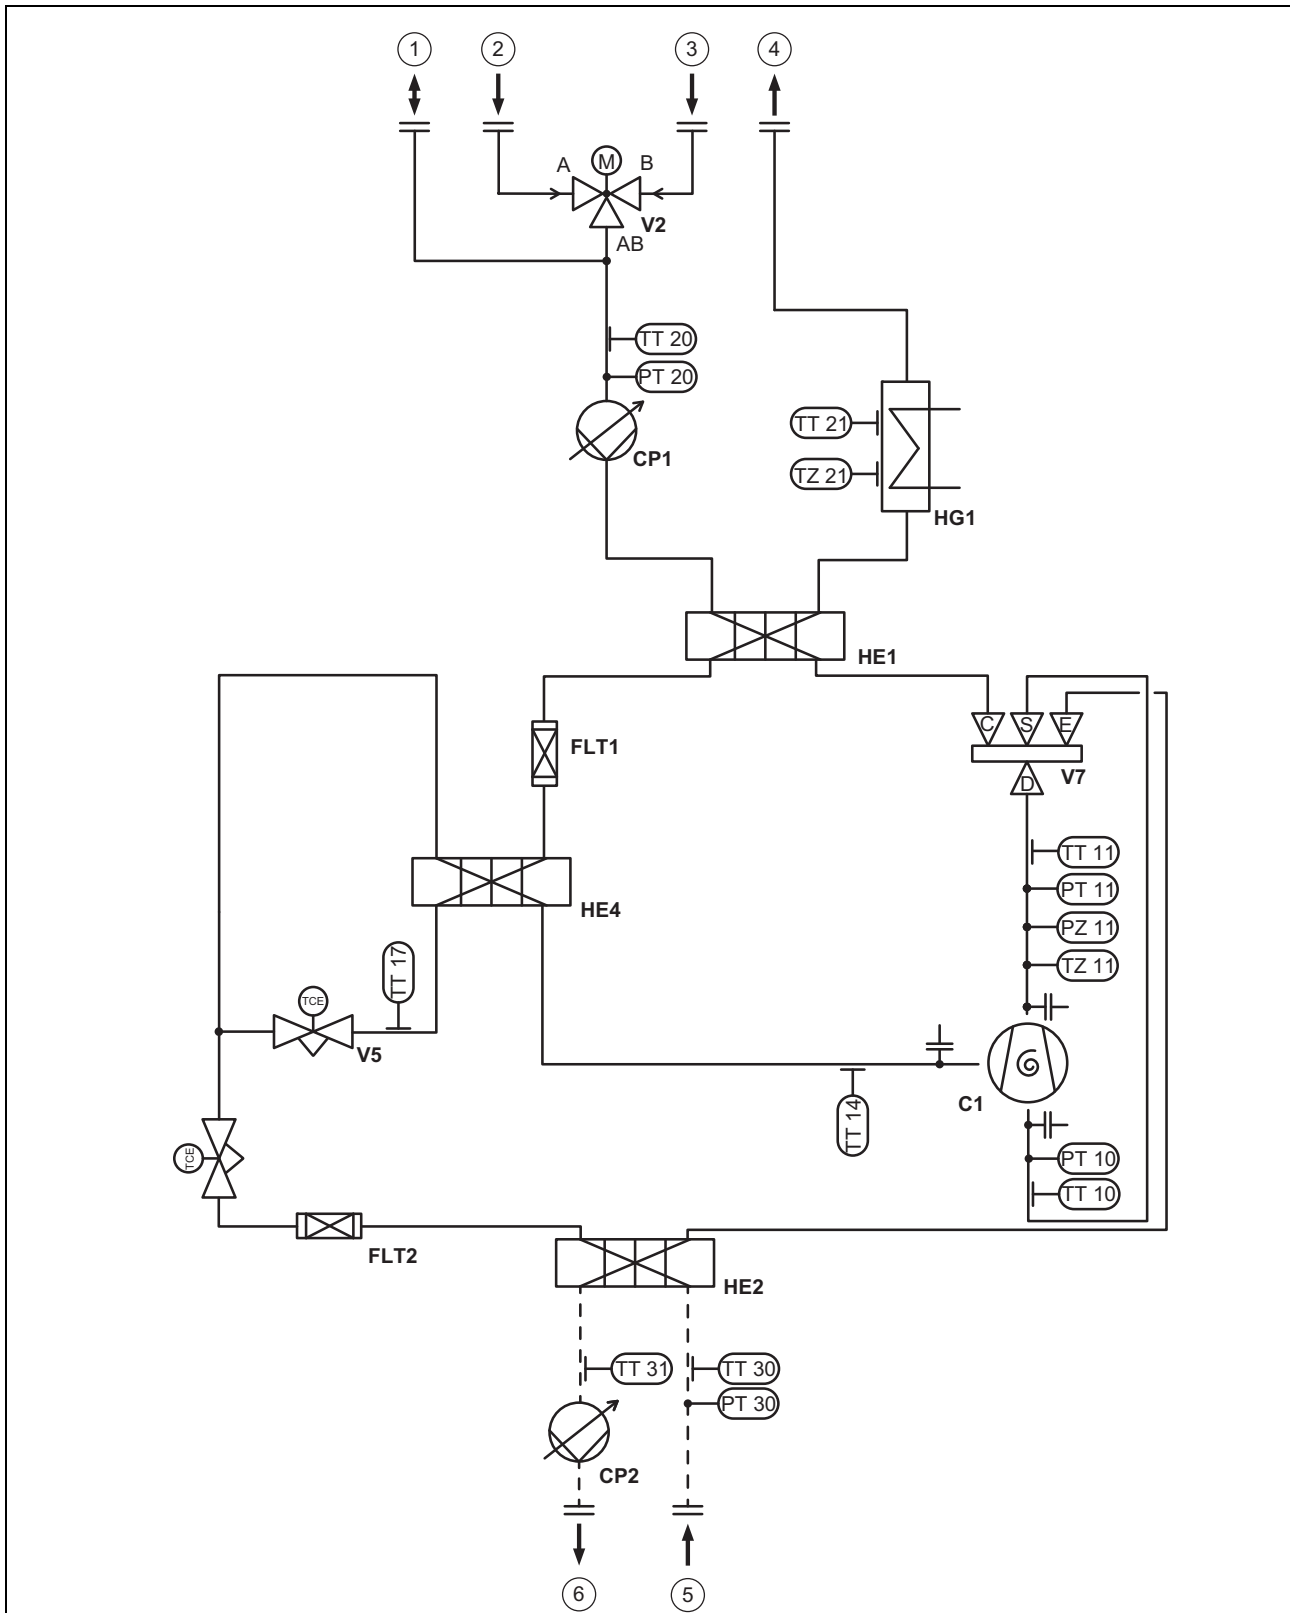 1
2
3
4
A
M
B
V2
AB
TT 20
PT 20
CP1
TT 21
TZ 21
HG1
HE1
FLT1
C
S
E
V7
D
TT 11
PT 11
PZ 11
TZ 11
HE4
TT 17
TCE
V5
C1
TT 14
TCE
PT 10
TT 10
FLT2
HE2
TT 31
TT 30
PT 30
CP2
6
5